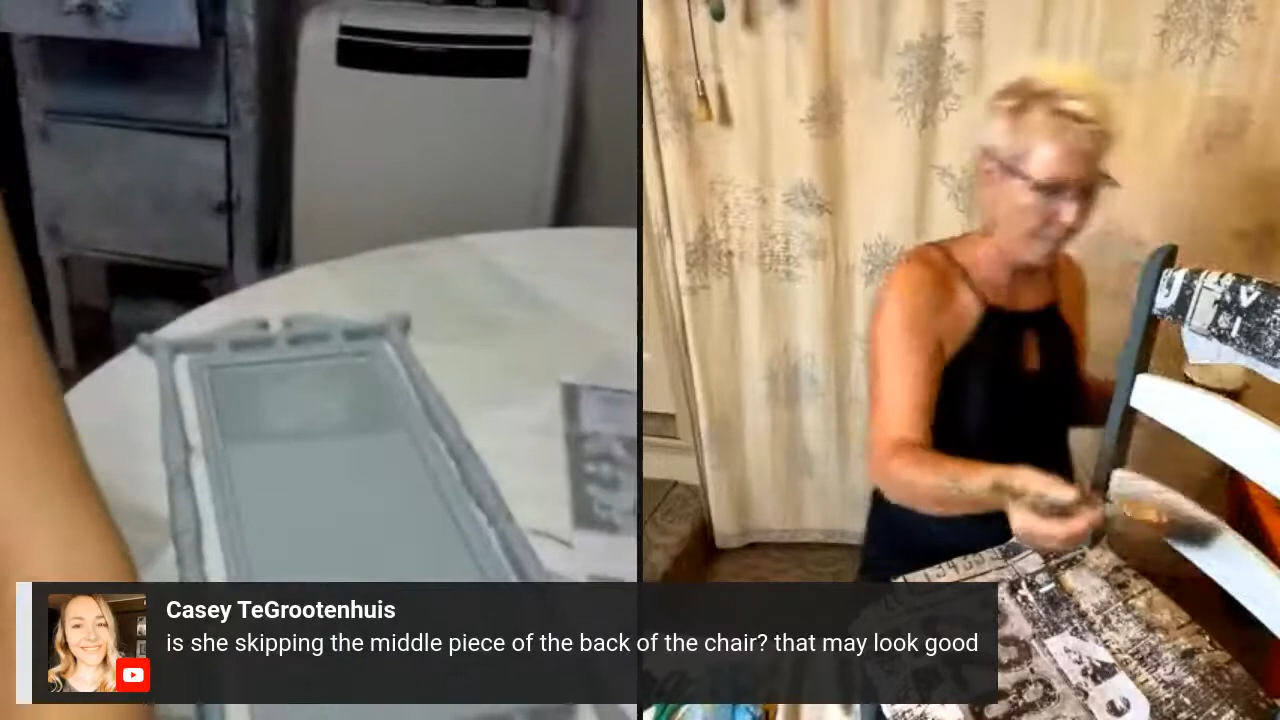 Casey TeGrootenhuis
is she skipping the middle piece of the back of the chair? that may look good